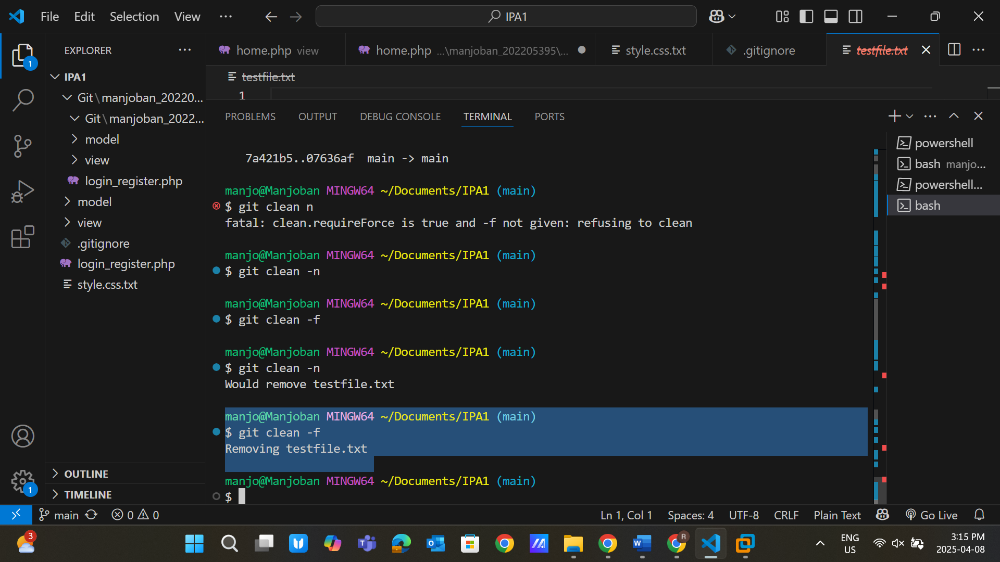 File Edit Selection View ··· IPA1
EXPLORER ···
home.php view
home.php ...\manjoban_202205395\...
style.css.txt
.gitignore
testfile.txt
testfile.txt
1
1
IPA1
Git\manjoban_20220...
Git\manjoban_2022...
model
view
login_register.php
model
view
.gitignore
login_register.php
style.css.txt
OUTLINE
TIMELINE
1
PROBLEMS OUTPUT DEBUG CONSOLE TERMINAL PORTS
7a421b5..07636af  main -> main
manjo@Manjoban MINGW64 ~/Documents/IPA1 (main)
$ git clean n
fatal: clean.requireForce is true and -f not given: refusing to clean
manjo@Manjoban MINGW64 ~/Documents/IPA1 (main)
$ git clean -n
manjo@Manjoban MINGW64 ~/Documents/IPA1 (main)
$ git clean -f
manjo@Manjoban MINGW64 ~/Documents/IPA1 (main)
$ git clean -n
Would remove testfile.txt
manjo@Manjoban MINGW64 ~/Documents/IPA1 (main)
$ git clean -f
Removing testfile.txt
manjo@Manjoban MINGW64 ~/Documents/IPA1 (main)
$
powershell
bash manjo...
powershell...
bash
main 0 0 Ln 1, Col 1 Spaces: 4 UTF-8 CRLF Plain Text Go Live
3
R
ENG
US
3:15 PM
2025-04-08